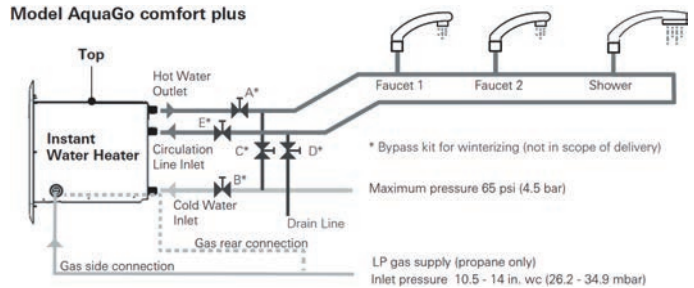 Model AquaGo comfort plus
Top
Hot Water
Outlet
A*
Faucet 1
Faucet 2
Shower
Instant
Water Heater
E*
Circulation
Line Inlet
C*
D*
* Bypass kit for winterizing (not in scope of delivery)
B*
Maximum pressure 65 psi (4.5 bar)
Cold Water
Inlet
Drain Line
Gas rear connection
Gas side connection
LP gas supply (propane only)
Inlet pressure 10.5 - 14 in. wc (26.2 - 34.9 mbar)